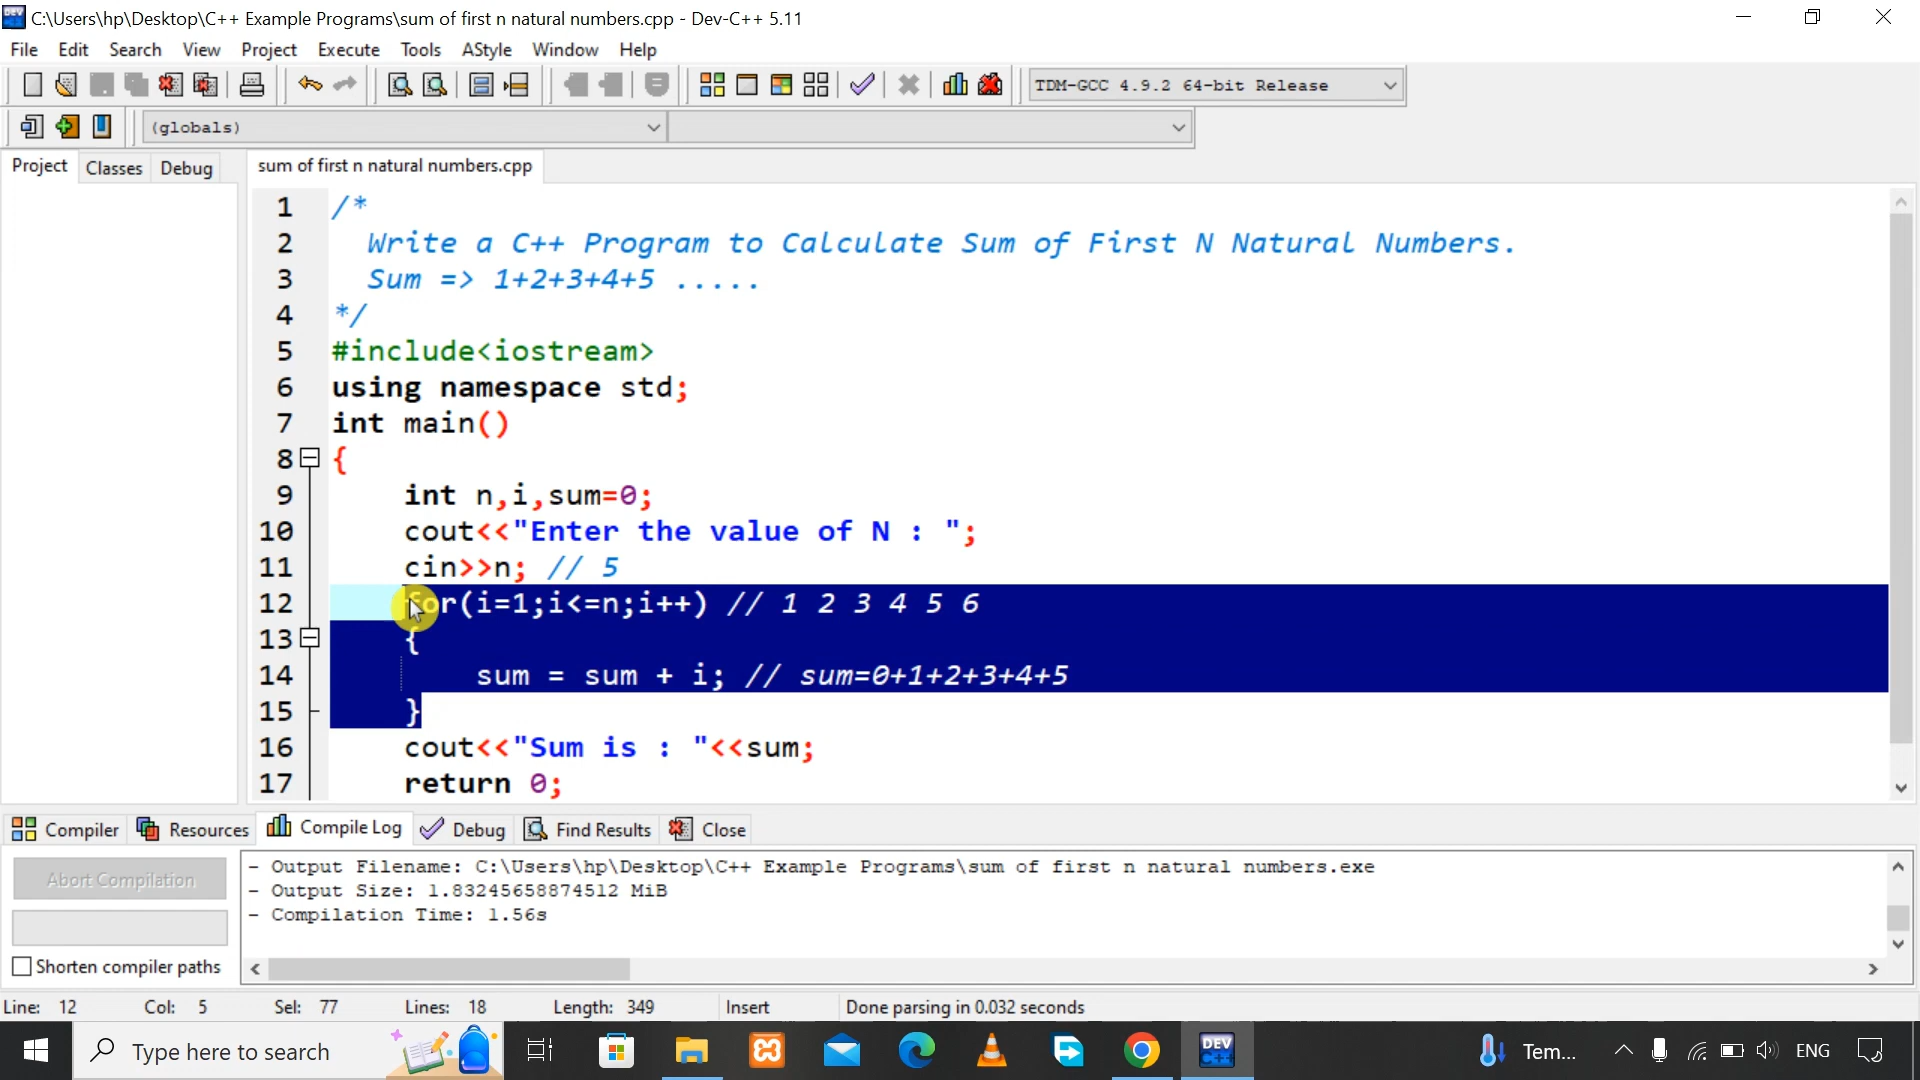 C:\Users\hp\Desktop\C++ Example Programs\sum of first n natural numbers.cpp - Dev-C++ 5.11
File Edit Search View Project Execute Tools AStyle Window Help
TDM-GCC 4.9.2 64-bit Release
(globals)
Project Classes Debug
sum of first n natural numbers.cpp
1 /*
2 Write a C++ Program to Calculate Sum of First N Natural Numbers.
3 Sum => 1+2+3+4+5 .....
4 */
5 #include<iostream>
6 using namespace std;
7 int main()
8 {
9 int n,i,sum=0;
10 cout<<"Enter the value of N : ";
11 cin>>n; // 5
12 for(i=1;i<=n;i++) // 1 2 3 4 5 6
13 {
14 sum = sum + i; // sum=0+1+2+3+4+5
15 }
16 cout<<"Sum is : "<<sum;
17 return 0;
Compiler Resources Compile Log Debug Find Results Close
Abort Compilation
Shorten compiler paths
- Output Filename: C:\Users\hp\Desktop\C++ Example Programs\sum of first n natural numbers.exe
- Output Size: 1.83245658874512 MiB
- Compilation Time: 1.56s
Line: 12 Col: 5 Sel: 77 Lines: 18 Length: 349 Insert Done parsing in 0.032 seconds
Type here to search
DEV C++
Tem...
ENG